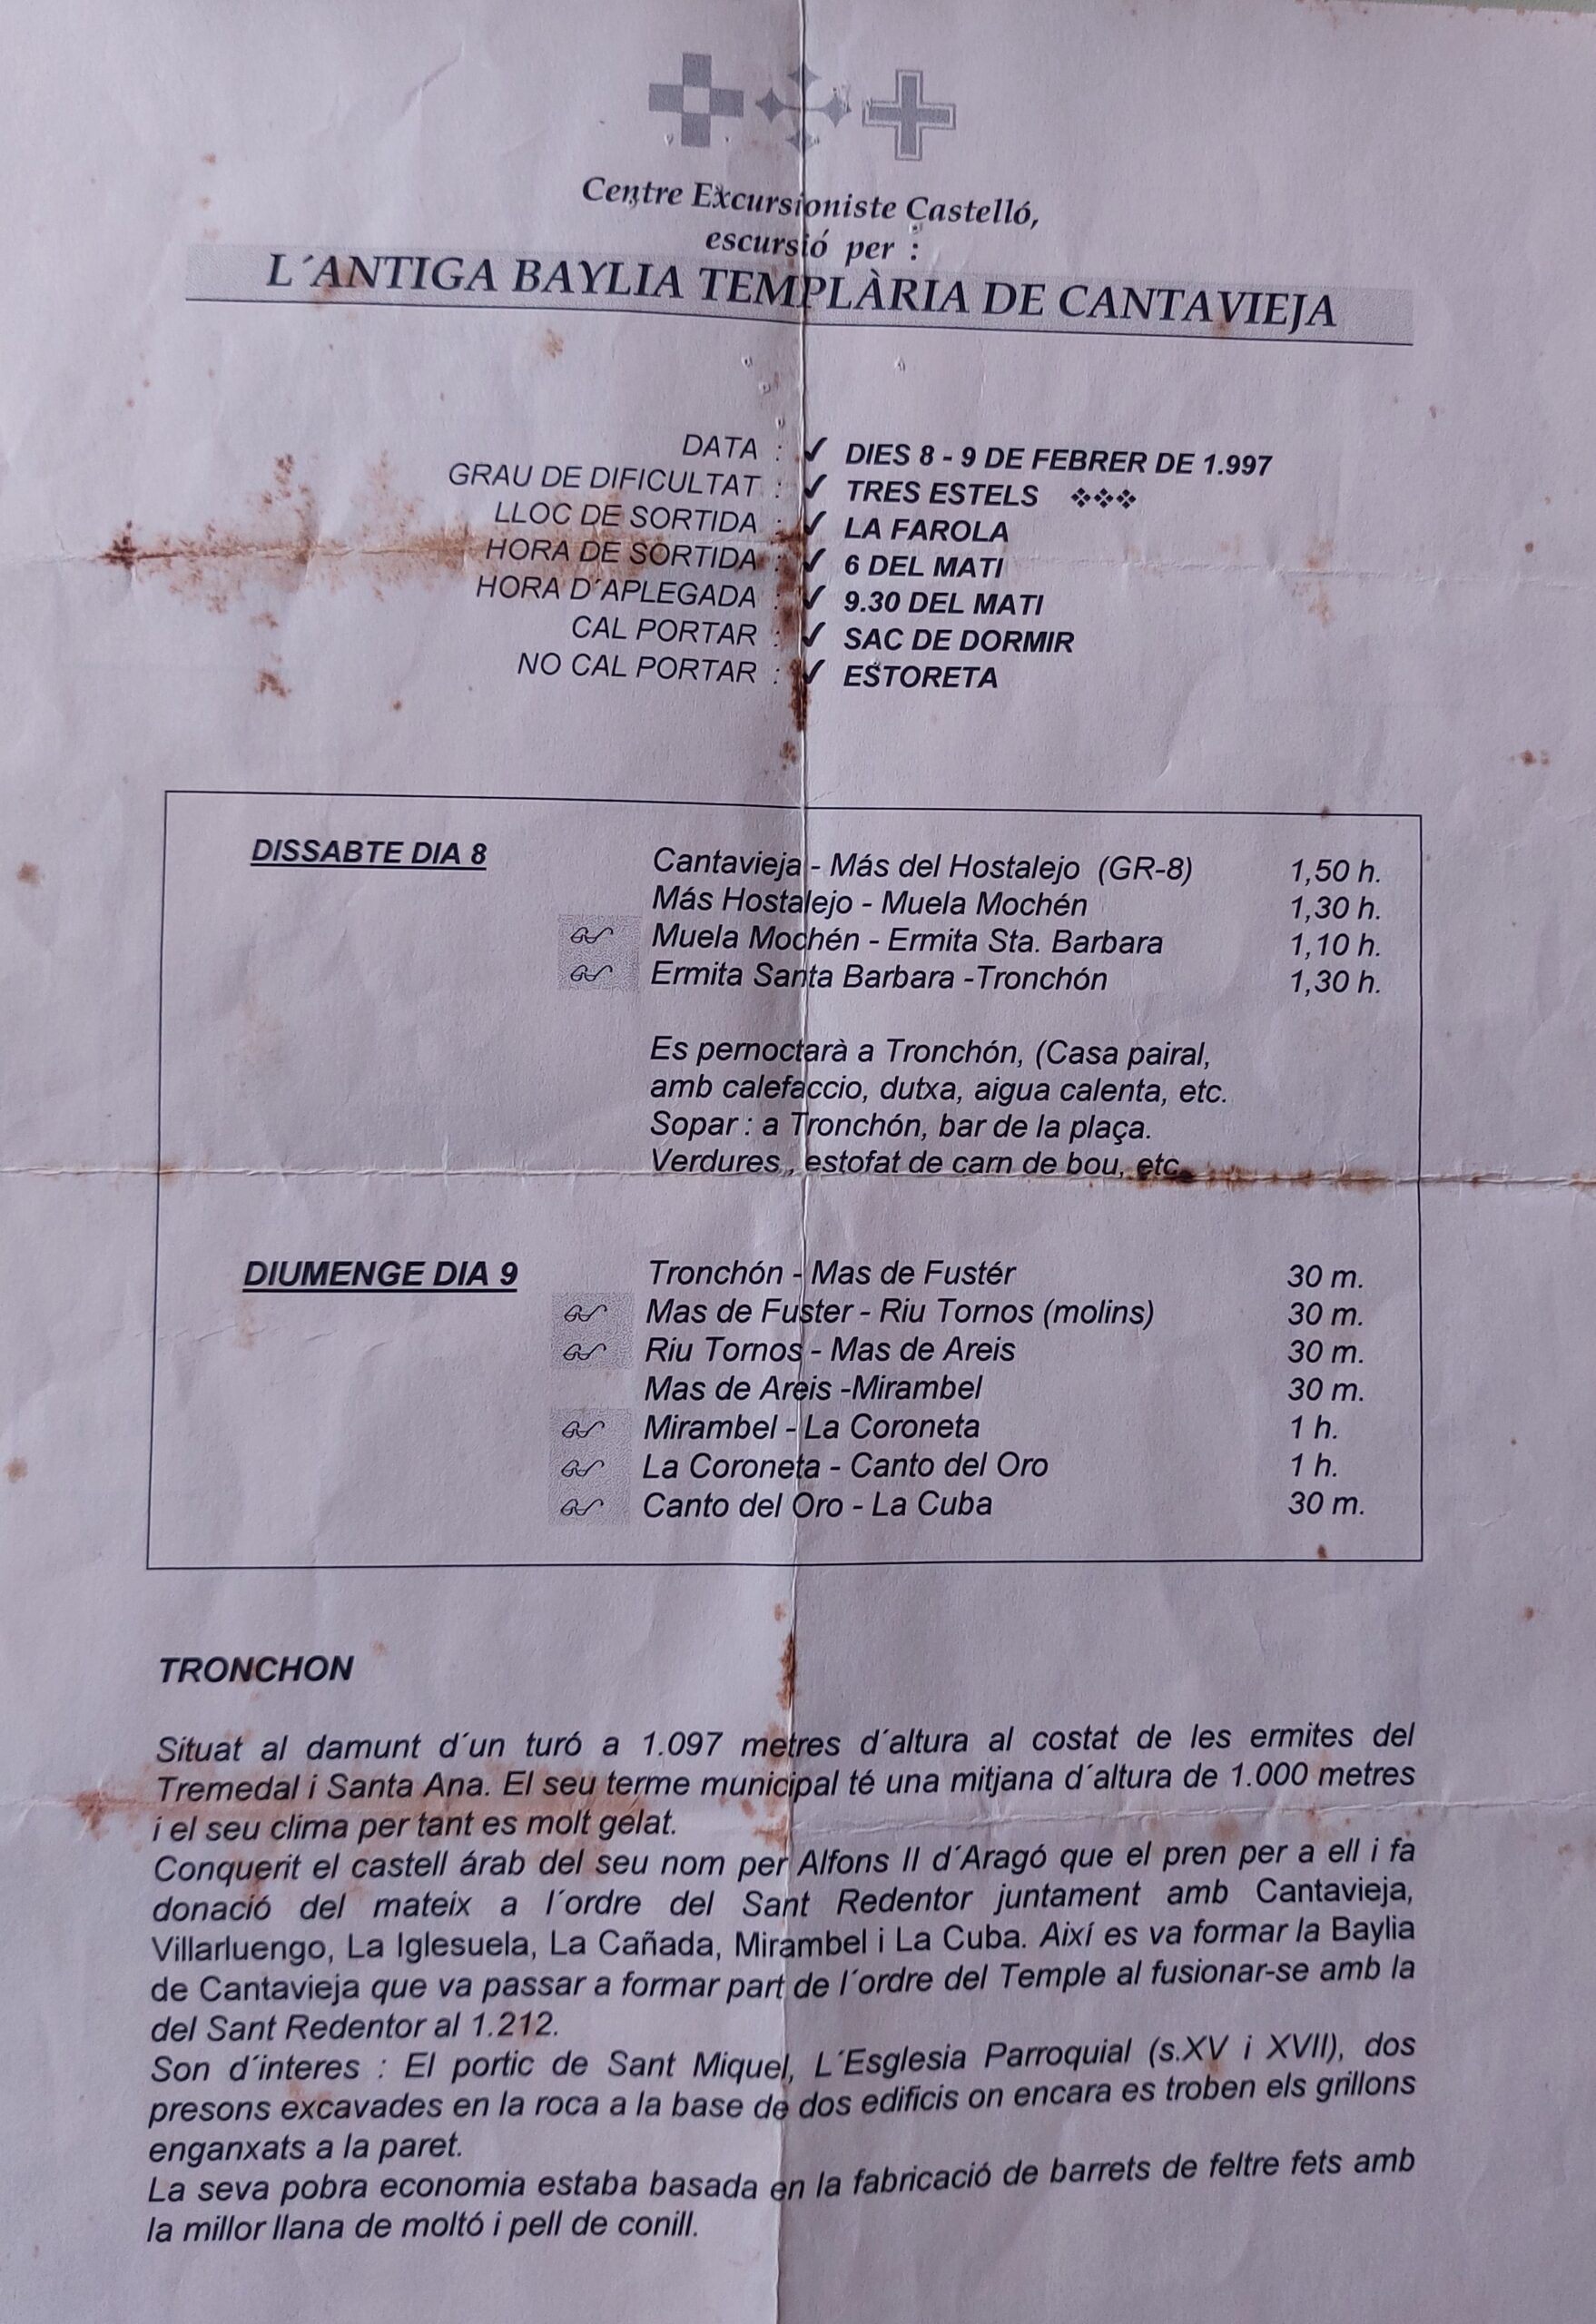 Centre Excursioniste Castelló,
escursió per :
L´ANTIGA BAYLIA TEMPLÀRIA DE CANTAVIEJA
DATA : ✓ DIES 8 - 9 DE FEBRER DE 1.997
GRAU DE DIFICULTAT : ✓ TRES ESTELS ❖❖❖
LLOC DE SORTIDA : ✓ LA FAROLA
HORA DE SORTIDA : ✓ 6 DEL MATI
HORA D´APLEGADA : ✓ 9.30 DEL MATI
CAL PORTAR : ✓ SAC DE DORMIR
NO CAL PORTAR : ✓ ESTORETA
DISSABTE DIA 8 Cantavieja - Más del Hostalejo (GR-8) 1,50 h.
Más Hostalejo - Muela Mochén 1,30 h.
Muela Mochén - Ermita Sta. Barbara 1,10 h.
Ermita Santa Barbara -Tronchón 1,30 h.
Es pernoctarà a Tronchón, (Casa pairal,
amb calefaccio, dutxa, aigua calenta, etc.
Sopar : a Tronchón, bar de la plaça.
Verdures , estofat de carn de bou, etc.
DIUMENGE DIA 9 Tronchón - Mas de Fustér 30 m.
Mas de Fuster - Riu Tornos (molins) 30 m.
Riu Tornos - Mas de Areis 30 m.
Mas de Areis -Mirambel 30 m.
Mirambel - La Coroneta 1 h.
La Coroneta - Canto del Oro 1 h.
Canto del Oro - La Cuba 30 m.
TRONCHON
Situat al damunt d´un turó a 1.097 metres d´altura al costat de les ermites del
Tremedal i Santa Ana. El seu terme municipal té una mitjana d´altura de 1.000 metres
i el seu clima per tant es molt gelat.
Conquerit el castell árab del seu nom per Alfons II d´Aragó que el pren per a ell i fa
donació del mateix a l´ordre del Sant Redentor juntament amb Cantavieja,
Villarluengo, La Iglesuela, La Cañada, Mirambel i La Cuba. Així es va formar la Baylia
de Cantavieja que va passar a formar part de l´ordre del Temple al fusionar-se amb la
del Sant Redentor al 1.212.
Son d´interes : El portic de Sant Miquel, L´Esglesia Parroquial (s.XV i XVII), dos
presons excavades en la roca a la base de dos edificis on encara es troben els grillons
enganxats a la paret.
La seva pobra economia estaba basada en la fabricació de barrets de feltre fets amb
la millor llana de moltó i pell de conill.